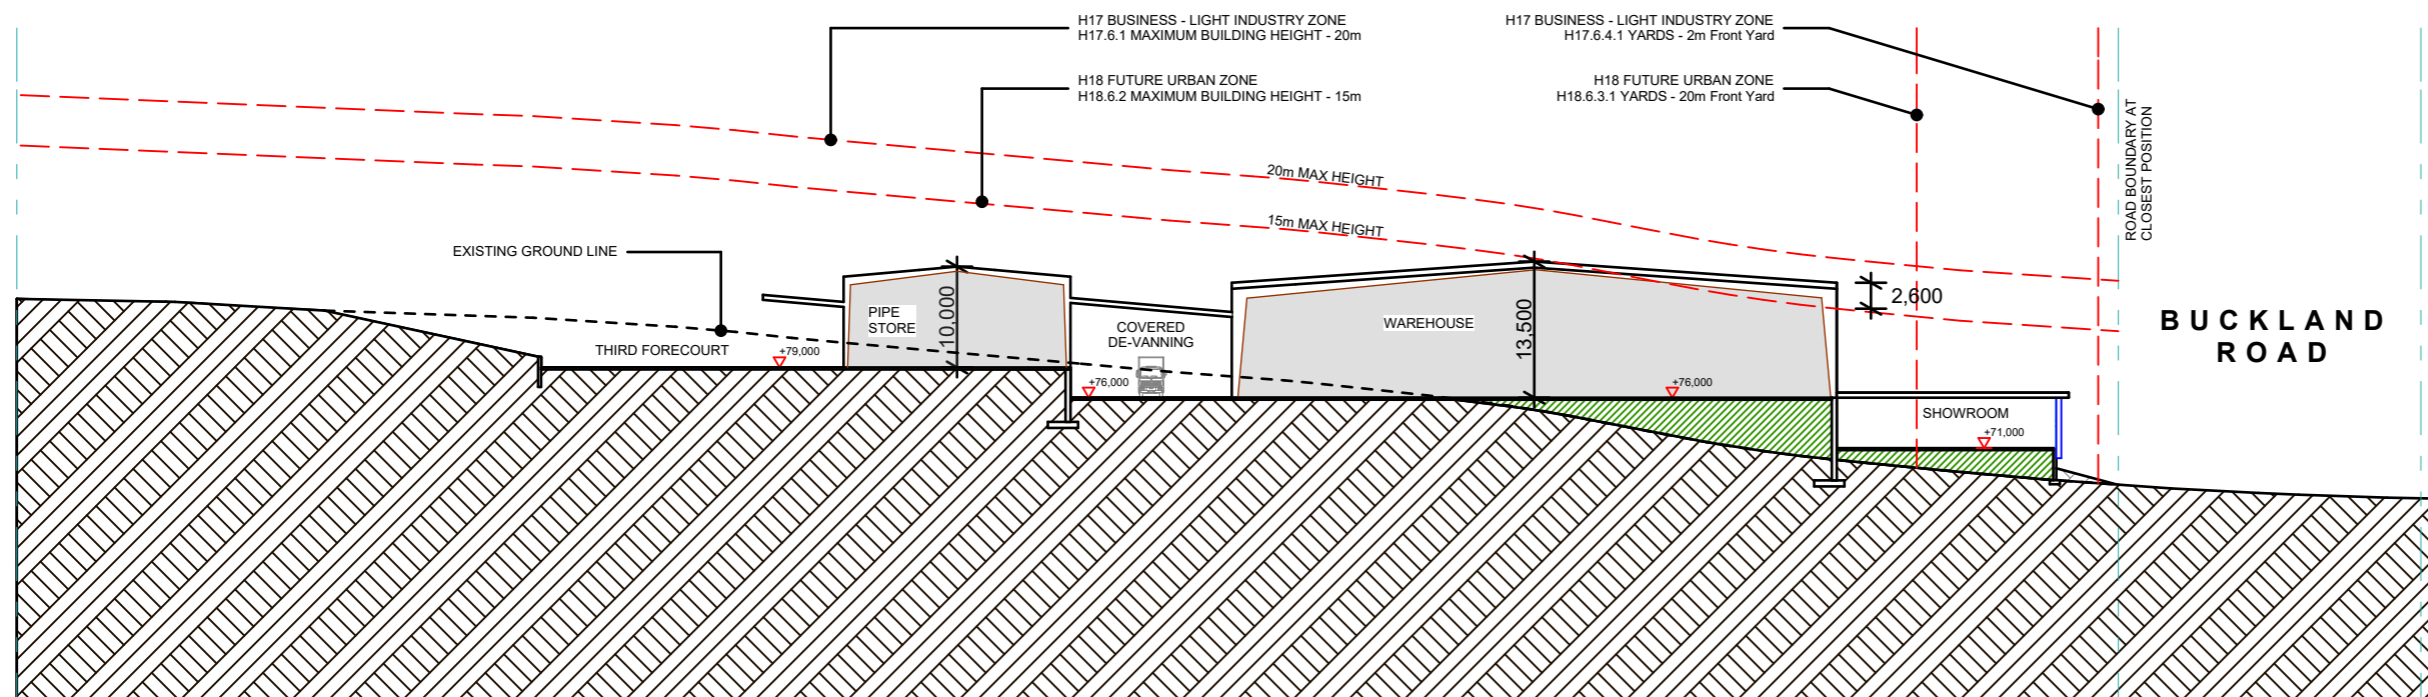 H17 BUSINESS - LIGHT INDUSTRY ZONE
H17.6.1 MAXIMUM BUILDING HEIGHT - 20m
H17 BUSINESS - LIGHT INDUSTRY ZONE
H17.6.4.1 YARDS - 2m Front Yard
H18 FUTURE URBAN ZONE
H18.6.2 MAXIMUM BUILDING HEIGHT - 15m
H18 FUTURE URBAN ZONE
H18.6.3.1 YARDS - 20m Front Yard
ROAD BOUNDARY AT
CLOSEST POSITION
20m MAX HEIGHT
15m MAX HEIGHT
EXISTING GROUND LINE
2,600
BUCKLAND
ROAD
PIPE
STORE
10,000
COVERED
DE-VANNING
WAREHOUSE
13,500
THIRD FORECOURT
+79,000
+76,000
+76,000
SHOWROOM
+71,000